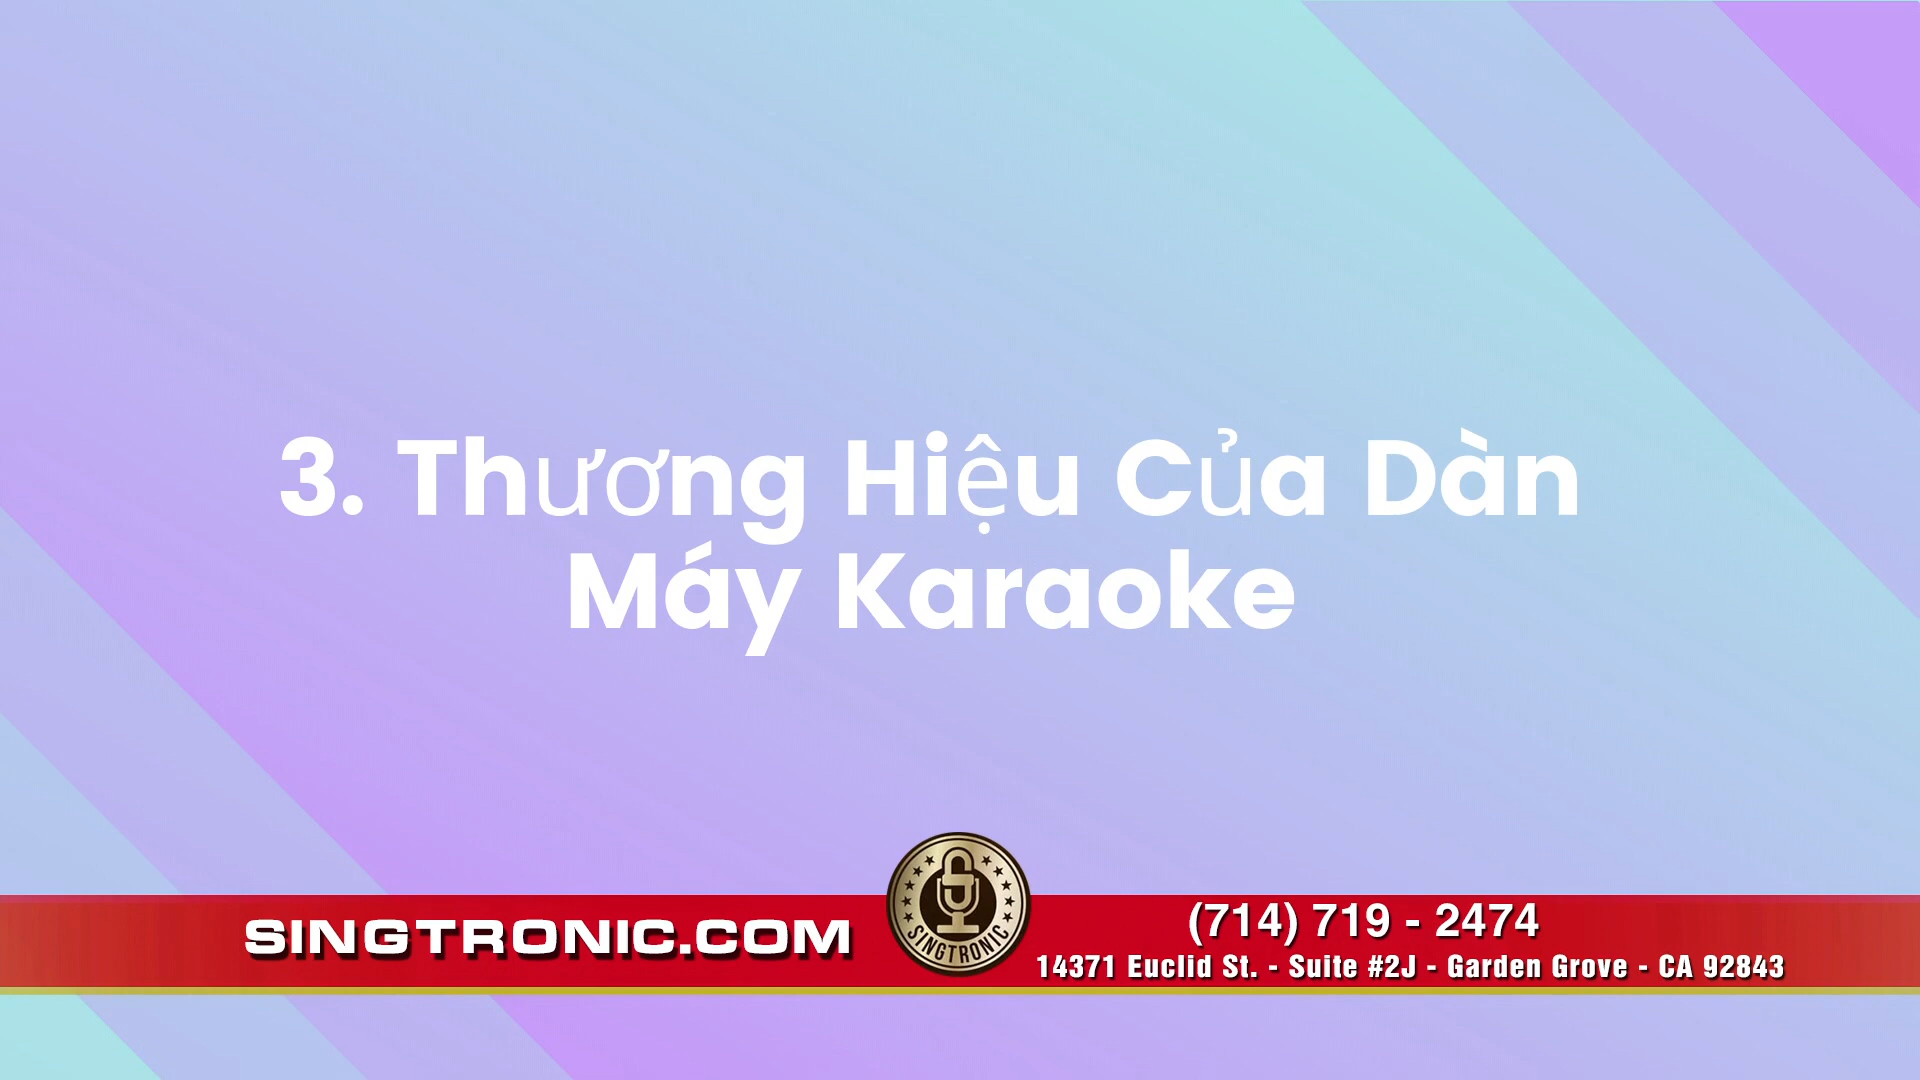 3. Thương Hiệu Của Dàn
Máy Karaoke
SINGTRONIC.COM
SINGTRONIC
(714) 719 - 2474
14371 Euclid St. - Suite #2J - Garden Grove - CA 92843